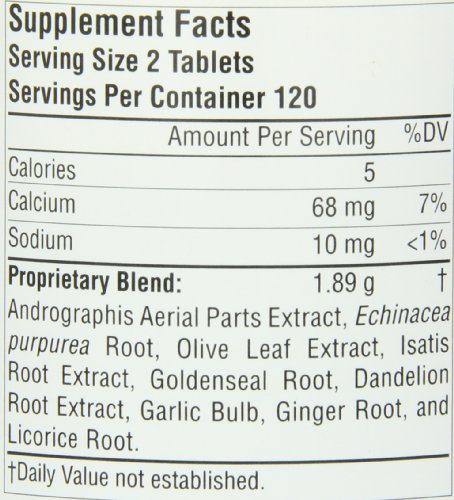 Supplement Facts
Serving Size 2 Tablets
Servings Per Container 120
Amount Per Serving %DV
Calories 5
Calcium 68 mg 7%
Sodium 10 mg <1%
Proprietary Blend: 1.89 g †
Andrographis Aerial Parts Extract, Echinacea
purpurea Root, Olive Leaf Extract, Isatis
Root Extract, Goldenseal Root, Dandelion
Root Extract, Garlic Bulb, Ginger Root, and
Licorice Root.
†Daily Value not established.